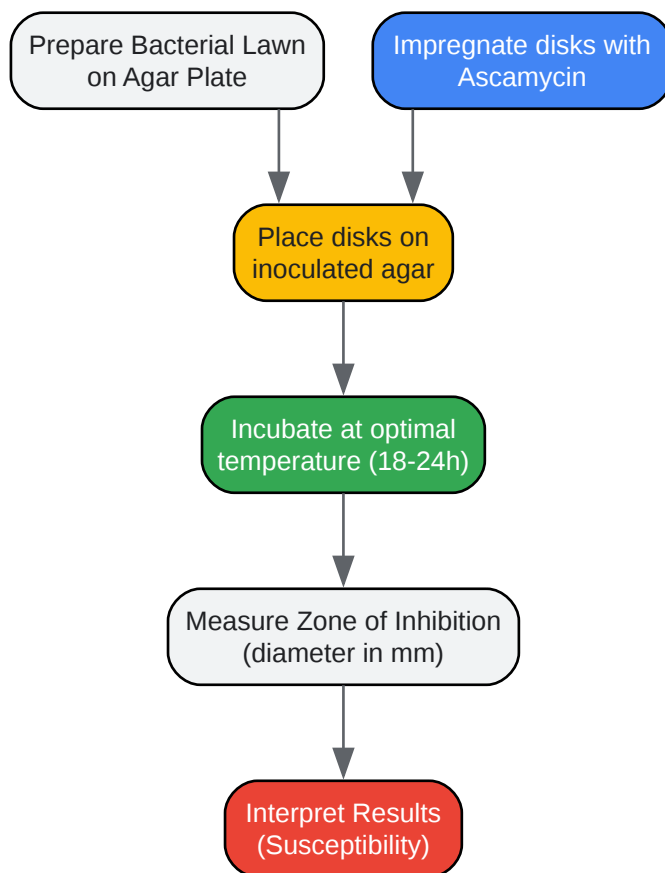 Prepare Bacterial Lawn
on Agar Plate
Impregnate disks with
Ascamycin
Place disks on
inoculated agar
Incubate at optimal
temperature (18-24h)
Measure Zone of Inhibition
(diameter in mm)
Interpret Results
(Susceptibility)